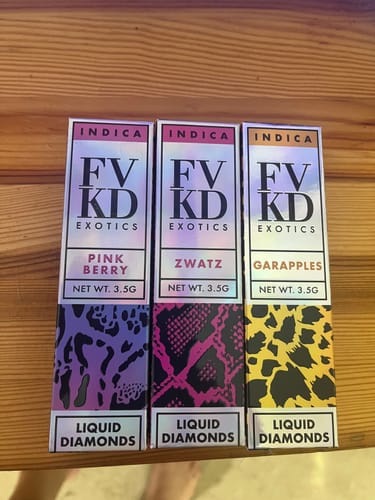 INDICA
FV
KD
EXOTICS
PINK
BERRY
NET WT. 3.5G
LIQUID
DIAMONDS
INDICA
FV
KD
EXOTICS
ZWATZ
NET WT. 3.5G
LIQUID
DIAMONDS
INDICA
FV
KD
EXOTICS
GARAPPLES
NET WT. 3.5G
LIQUID
DIAMONDS